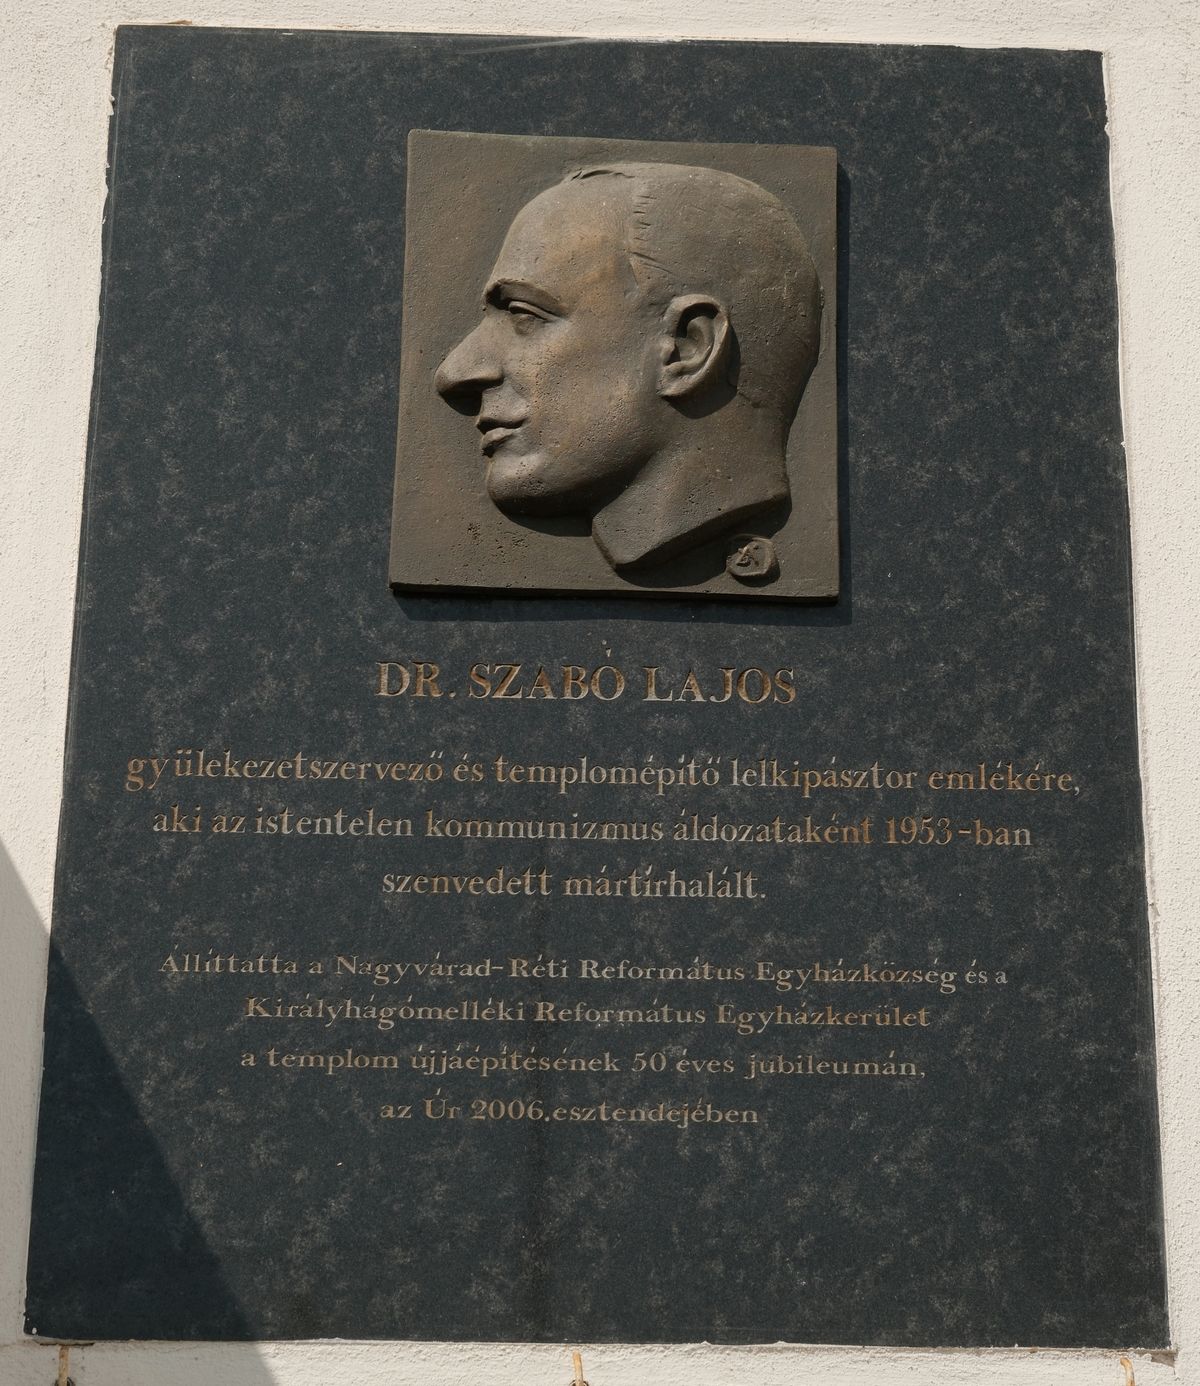 DR. SZABÓ LAJOS
gyülekezetszervező és templomépítő lelkipásztor emlékére,
aki az istentelen kommunizmus áldozataként 1953-ban
szenvedett mártírhalált.
Állíttatta a Nagyvárad-Réti Református Egyházközség és a
Királyhágómelléki Református Egyházkerület
a templom újjáépítésének 50 éves jubileumán,
az Úr 2006.esztendejében